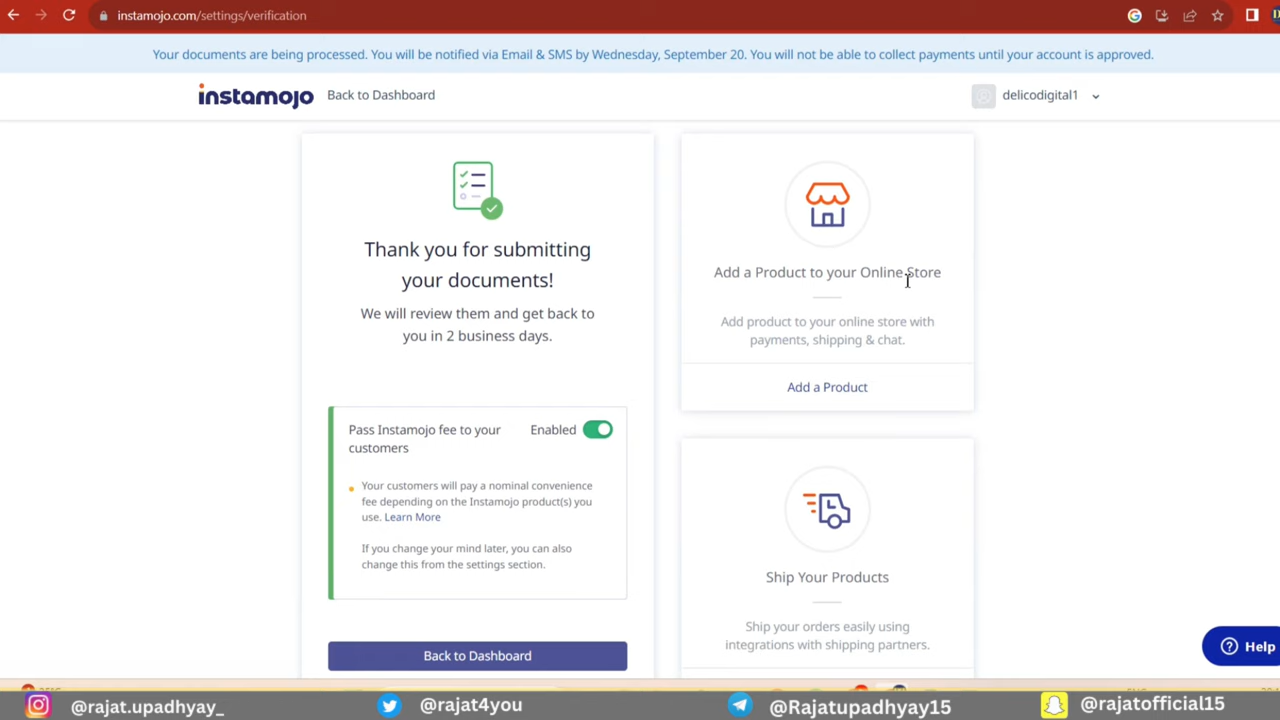 instamojo.com/settings/verification
Your documents are being processed. You will be notified via Email & SMS by Wednesday, September 20. You will not be able to collect payments until your account is approved.
instamojo Back to Dashboard
delicodigital1
Thank you for submitting
your documents!
We will review them and get back to
you in 2 business days.
Pass Instamojo fee to your
customers
Enabled
Your customers will pay a nominal convenience
fee depending on the Instamojo product(s) you
use. Learn More
If you change your mind later, you can also
change this from the settings section.
Back to Dashboard
Add a Product to your Online Store
Add product to your online store with
payments, shipping & chat.
Add a Product
Ship Your Products
Ship your orders easily using
integrations with shipping partners.
Help
@rajat.upadhyay_ @rajat4you @Rajatupadhyay15 @rajatofficial15